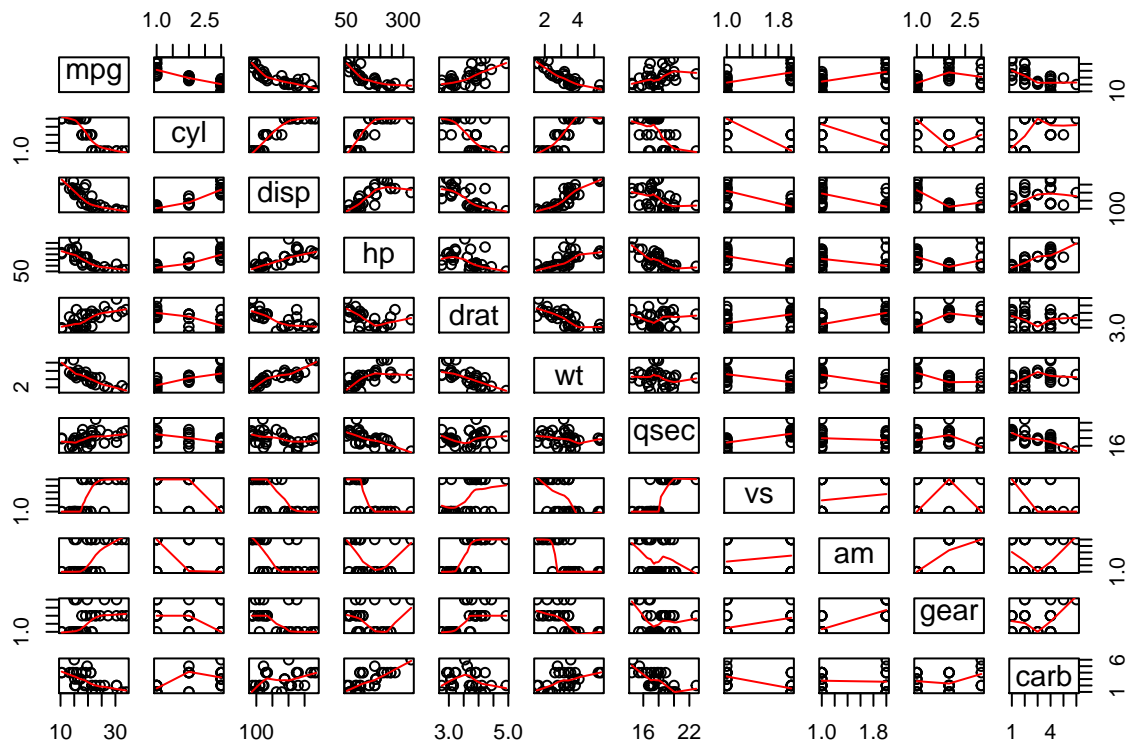 1.0 2.5 50 300 2 4 1.0 1.8 1.0 2.5
mpg 10
1.0 cyl
disp 100
50 hp
drat 3.0
2 wt
qsec 16
1.0 vs
am 1.0
1.0 gear
carb 1 6
10 30 100 3.0 5.0 16 22 1.0 1.8 1 4